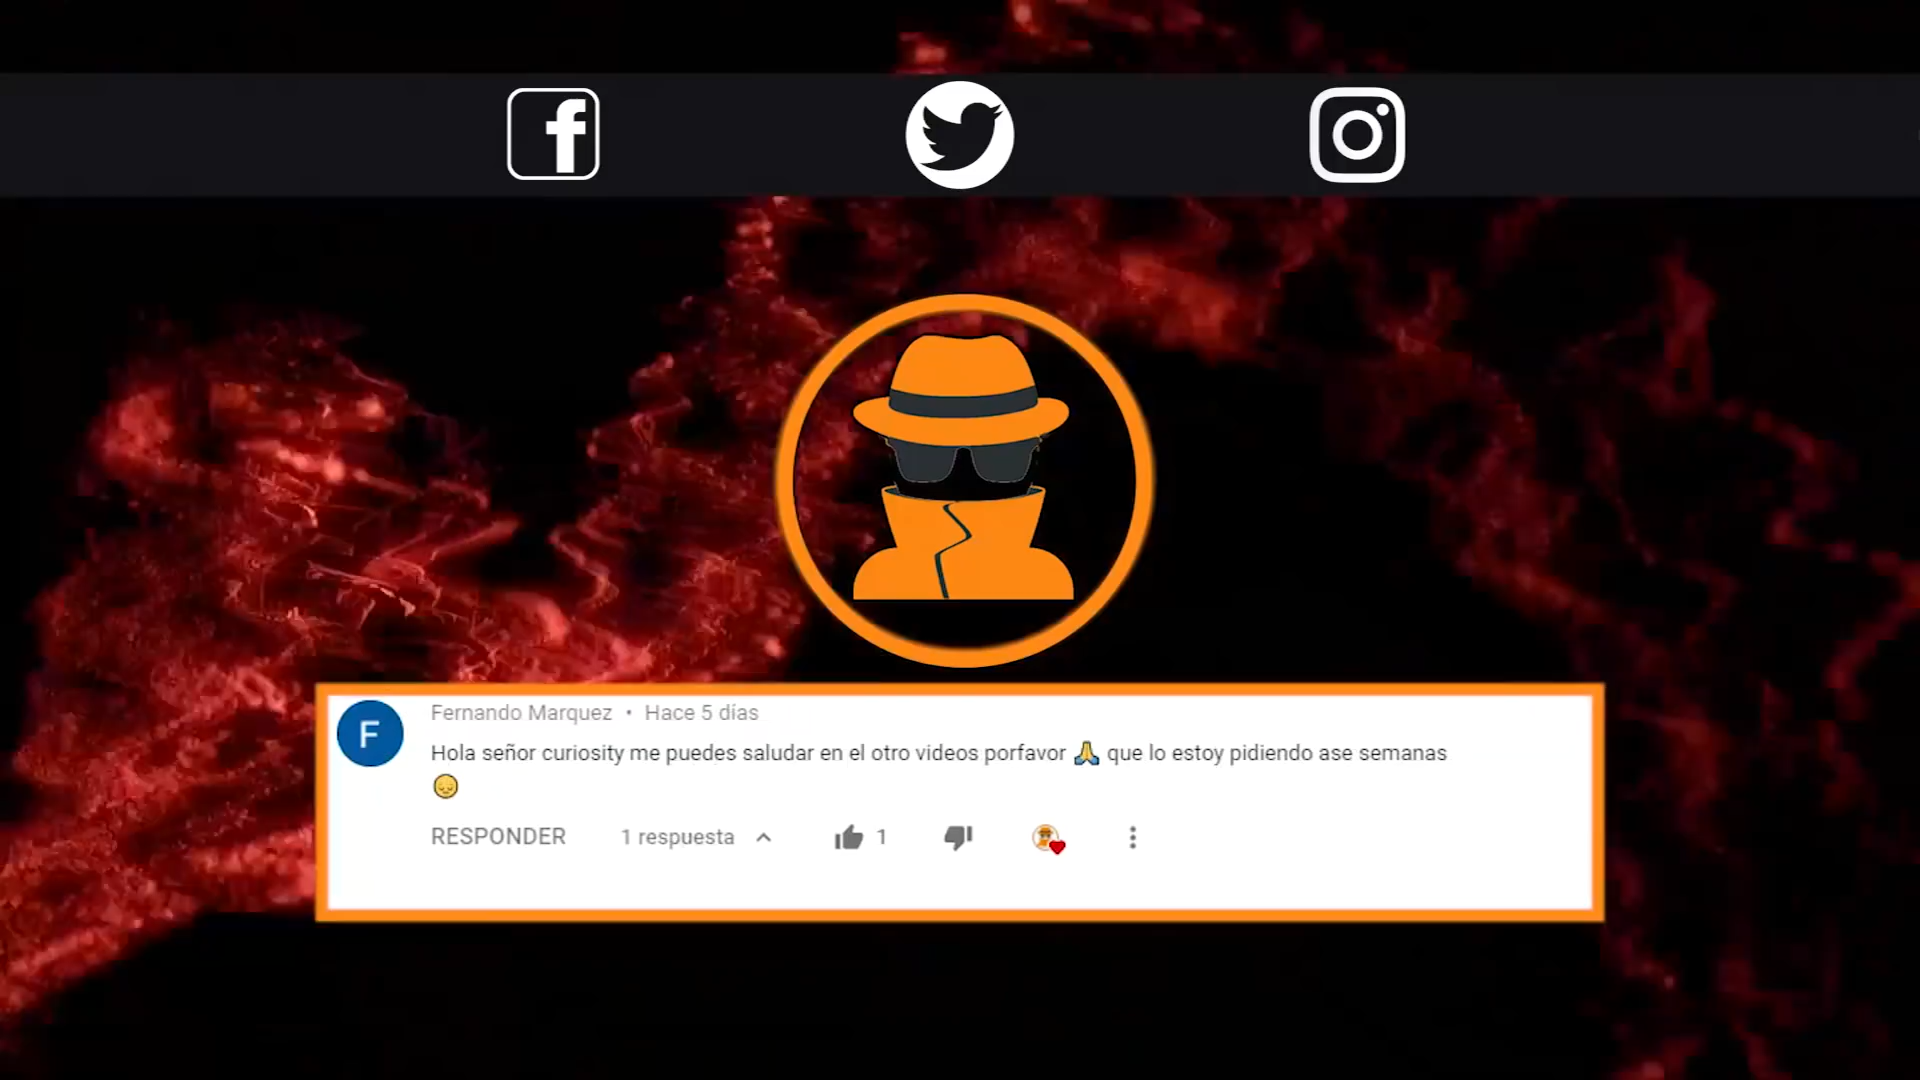 Fernando Marquez • Hace 5 días
F
Hola señor curiosity me puedes saludar en el otro videos porfavor 🙏 que lo estoy pidiendo ase semanas
😔
RESPONDER 1 respuesta 1